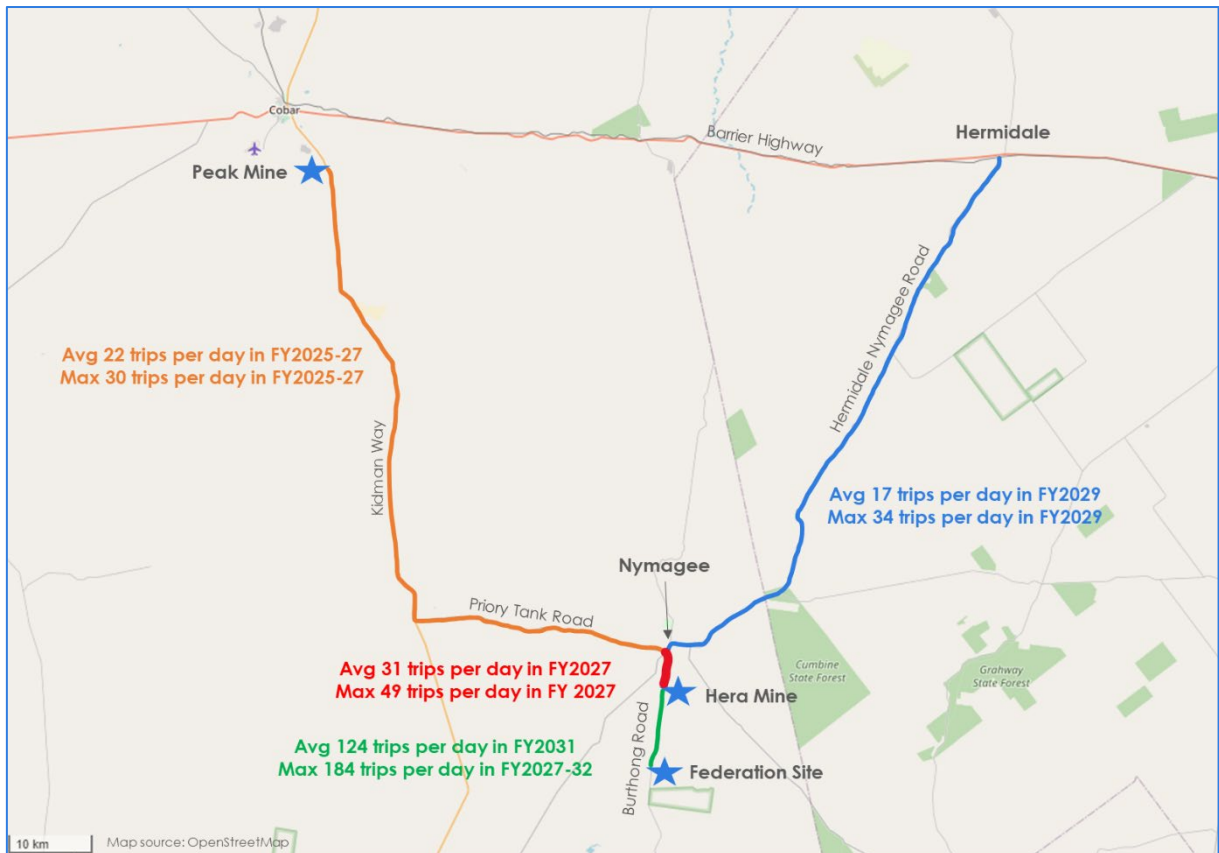 Cobar
Barrier Highway
Hermidale
Peak Mine
Hermidale Nymagee Road
Avg 22 trips per day in FY2025-27
Max 30 trips per day in FY2025-27
Kidman Way
Avg 17 trips per day in FY2029
Max 34 trips per day in FY2029
Nymagee
Priory Tank Road
Avg 31 trips per day in FY2027
Max 49 trips per day in FY 2027
Cumbine
State Forest
Grahway
State Forest
Hera Mine
Burthong Road
Avg 124 trips per day in FY2031
Max 184 trips per day in FY2027-32
Federation Site
10 km
Map source: OpenStreetMap